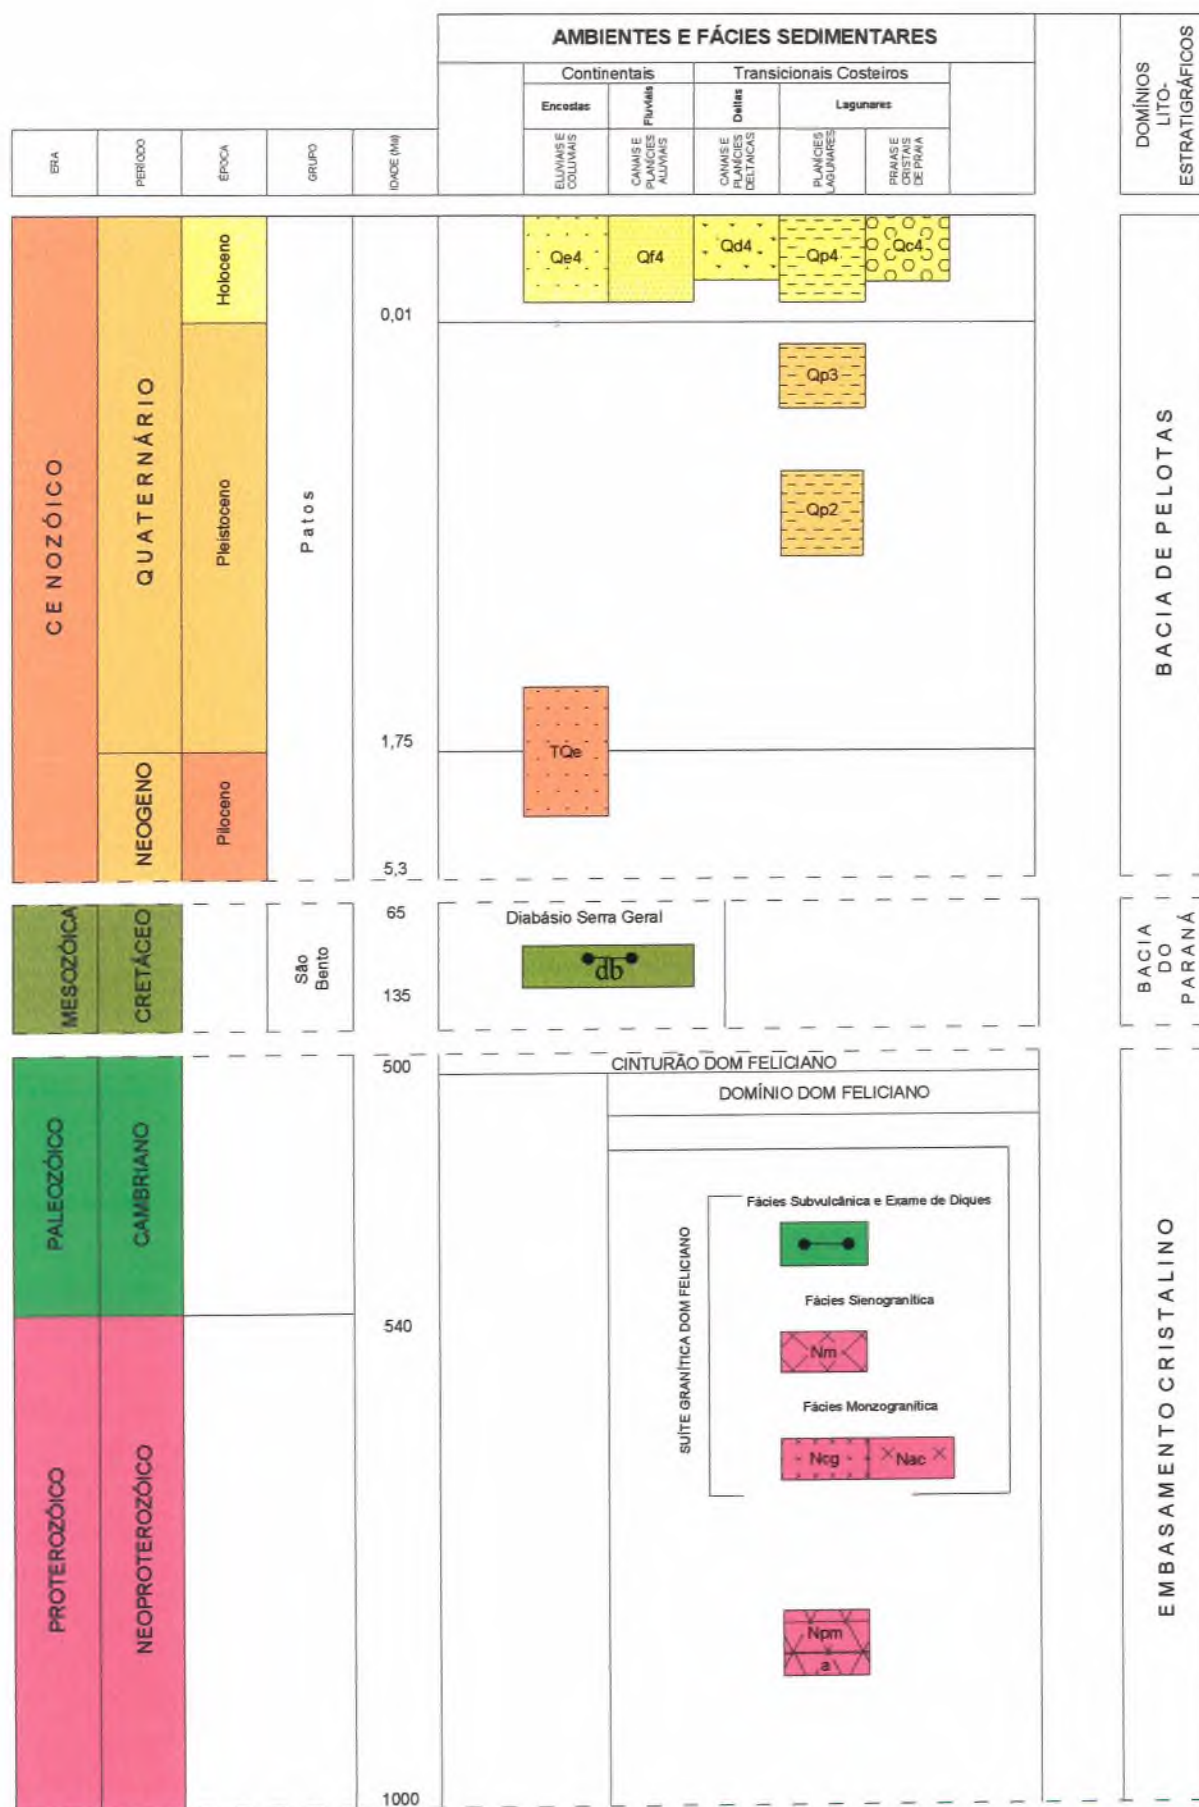 AMBIENTES E FÁCIES SEDIMENTARES
Continentais
Transicionais Costeiros
Encostas
Fluviais
Deltas
Lagunares
ERA
PERÍODO
ÉPOCA
GRUPO
IDADE (Ma)
ELUVIAIS E
COLUVIAIS
CANAIS E
PLANÍCIES
ALUVIAIS
CANAIS E
PLANÍCIES
DELTAICAS
PLANÍCIES
LAGUNARES
PRAIAS E
CRISTAIS
DE PRAIA
DOMÍNIOS
LITO-
ESTRATIGRÁFICOS
CENOZÓICO
QUATERNÁRIO
Holoceno
Pleistoceno
Patos
Qe4
Qf4
Qd4
Qp4
Qc4
0,01
Qp3
Qp2
BACIA DE PELOTAS
1,75
TQe
NEOGENO
Piloceno
5,3
MESOZÓICA
CRETÁCEO
São
Bento
65
135
Diabásio Serra Geral
db
BACIA
DO
PARANÁ
PALEOZÓICO
CAMBRIANO
500
CINTURÃO DOM FELICIANO
DOMÍNIO DOM FELICIANO
SUÍTE GRANÍTICA DOM FELICIANO
Fácies Subvulcânica e Exame de Diques
Fácies Sienogranítica
540
Nm
Fácies Monzogranítica
Ncg
Nac
PROTEROZÓICO
NEOPROTEROZÓICO
Npm
a
EMBASAMENTO CRISTALINO
1000